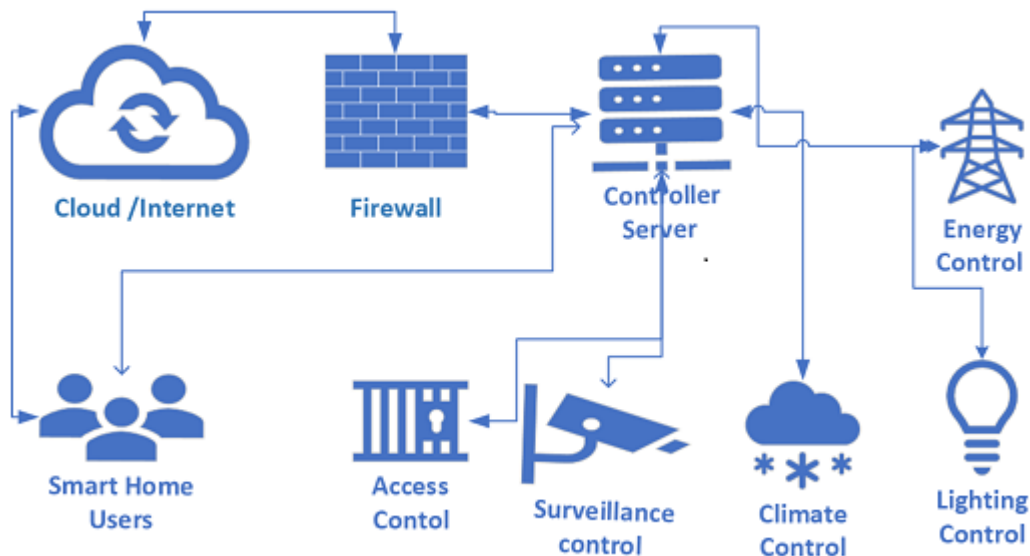 Cloud /Internet
Firewall
Controller
Server
Energy
Control
Smart Home
Users
Access
Contol
Surveillance
control
Climate
Control
Lighting
Control